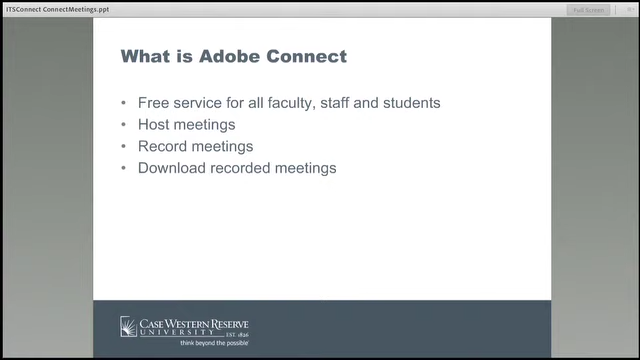 ITSConnect ConnectMeetings.ppt
Full Screen
What is Adobe Connect
• Free service for all faculty, staff and students
• Host meetings
• Record meetings
• Download recorded meetings
CASE WESTERN RESERVE
UNIVERSITY EST. 1826
think beyond the possible